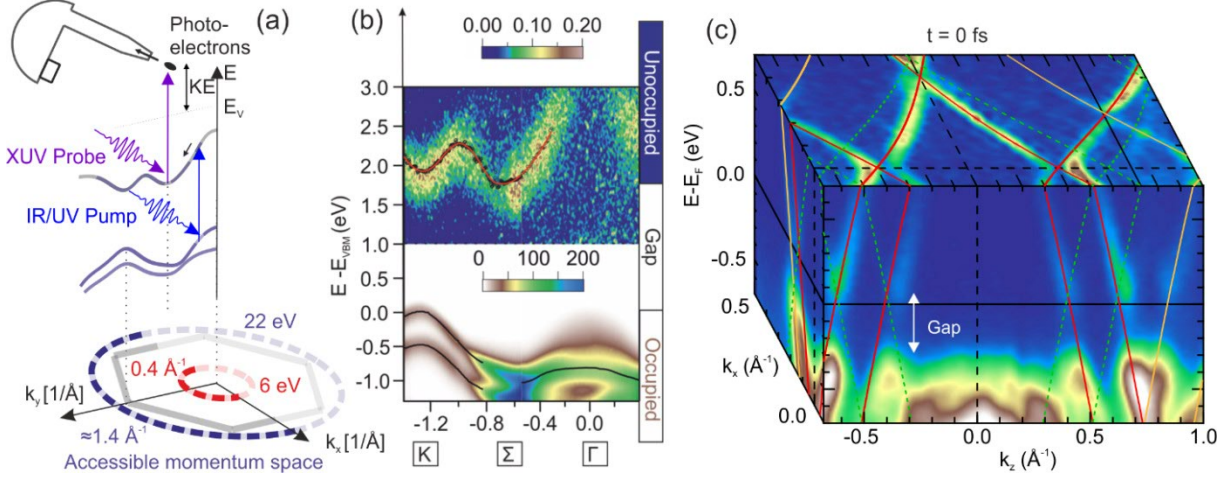 (a)
Photo-
electrons
E
KE
E_V
XUV Probe
IR/UV Pump
22 eV
0.4 Å⁻¹
6 eV
k_y [1/Å]
≈1.4 Å⁻¹
k_x [1/Å]
Accessible momentum space
(b)
0.00 0.10 0.20
3.0
2.5
2.0
1.5
1.0
0 100 200
0.5
0.0
-0.5
-1.0
E -E_VBM (eV)
-1.2 -0.8 -0.4 0.0
K Σ Γ
Unoccupied
Gap
Occupied
(c)
t = 0 fs
0.5
0.0
-0.5
E-E_F (eV)
0.5
k_x (Å⁻¹)
0.0
Gap
-0.5 0.0 0.5 1.0
k_z (Å⁻¹)